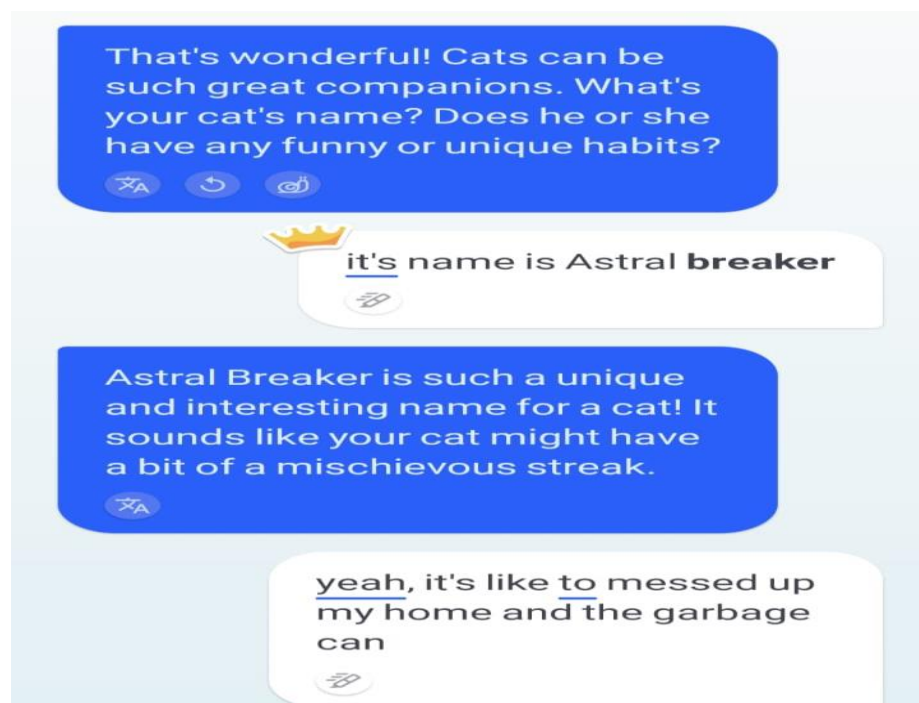 That's wonderful! Cats can be
such great companions. What's
your cat's name? Does he or she
have any funny or unique habits?
it's name is Astral breaker
Astral Breaker is such a unique
and interesting name for a cat! It
sounds like your cat might have
a bit of a mischievous streak.
yeah, it's like to messed up
my home and the garbage
can